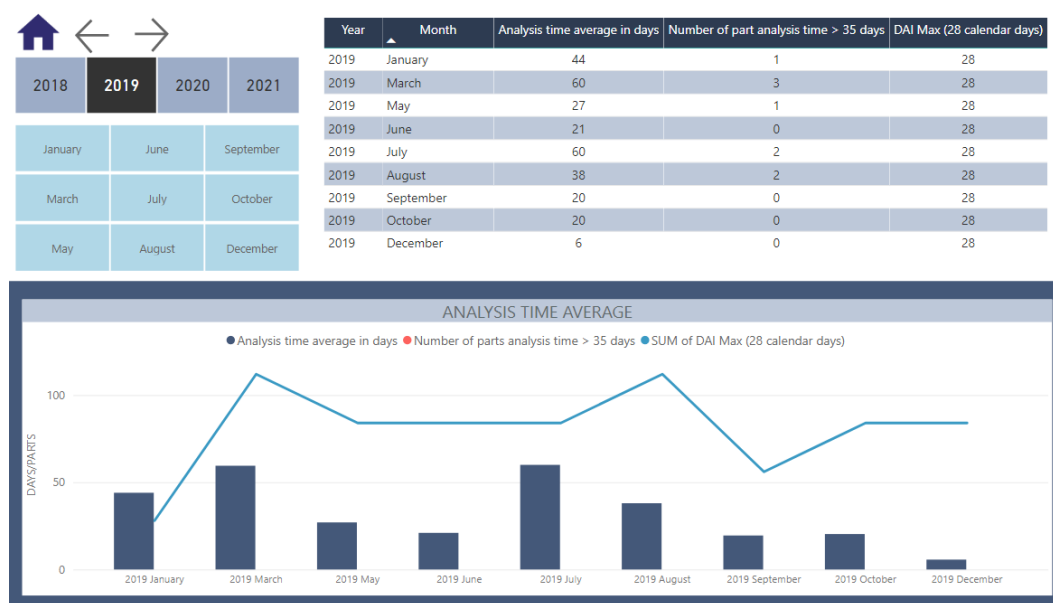 2018 2019 2020 2021
January June September
March July October
May August December
Year Month Analysis time average in days Number of part analysis time > 35 days DAI Max (28 calendar days)
2019 January 44 1 28
2019 March 60 3 28
2019 May 27 1 28
2019 June 21 0 28
2019 July 60 2 28
2019 August 38 2 28
2019 September 20 0 28
2019 October 20 0 28
2019 December 6 0 28
ANALYSIS TIME AVERAGE
Analysis time average in days Number of parts analysis time > 35 days SUM of DAI Max (28 calendar days)
DAYS/PARTS
100
50
0
2019 January 2019 March 2019 May 2019 June 2019 July 2019 August 2019 September 2019 October 2019 December